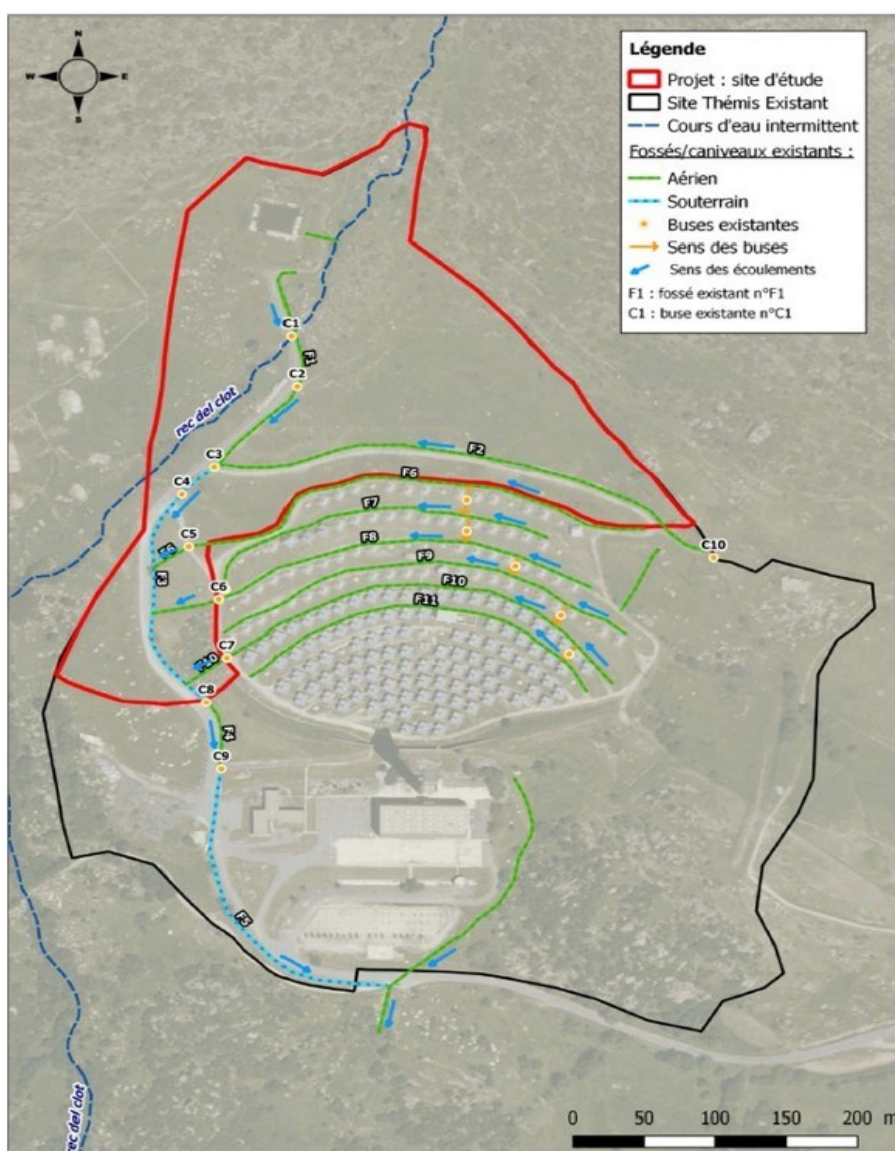 N
W E
S
Légende
Projet : site d'étude
Site Thémis Existant
Cours d'eau intermittent
Fossés/caniveaux existants :
Aérien
Souterrain
Buses existantes
Sens des buses
Sens des écoulements
F1 : fossé existant n°F1
C1 : buse existante n°C1
C1
F1
C2
rec del clot
C3
F2
C4
F6
F7
C5
F6
F8
C10
F9
F3
F10
C6
F11
C7
F10
C8
F4
C9
F5
rec del clot
0 50 100 150 200 m